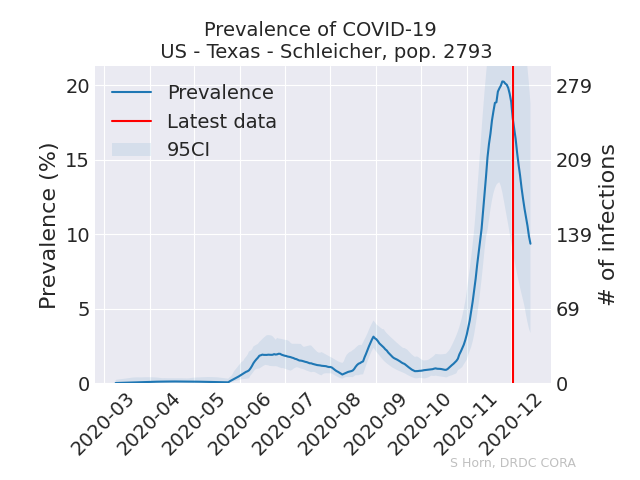 Prevalence of COVID-19
US - Texas - Schleicher, pop. 2793
Prevalence
Latest data
95CI
Prevalence (%)
20
15
10
5
0
279
209
139
69
0
# of infections
2020-03
2020-04
2020-05
2020-06
2020-07
2020-08
2020-09
2020-10
2020-11
2020-12
S Horn, DRDC CORA